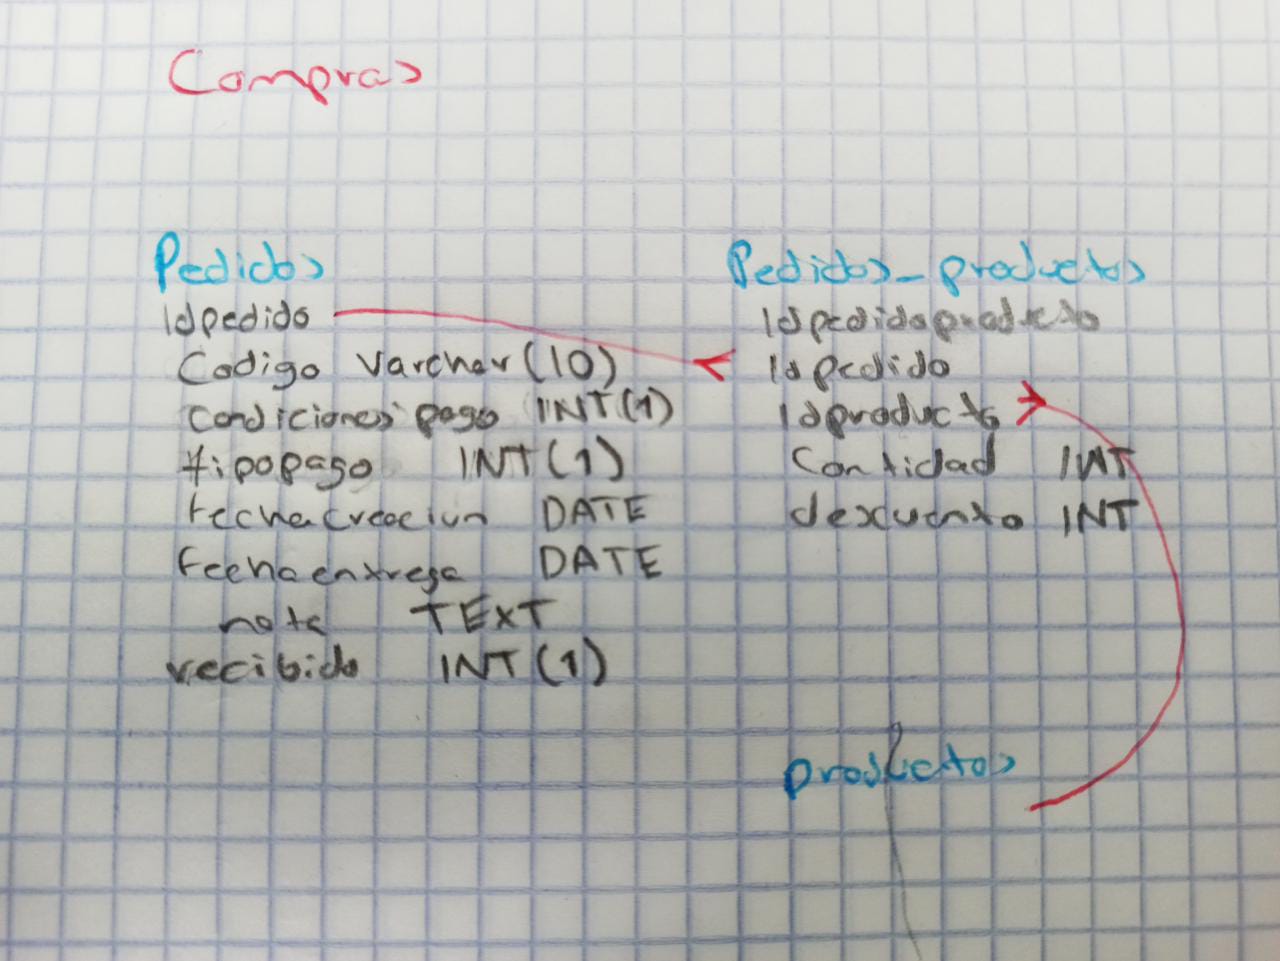 Compras
Pedidos
Idpedido
Codigo Varchar(10)
Condiciones pago INT(1)
tipopago INT(1)
fechacreacion DATE
fechaentrega DATE
nota TEXT
recibido INT(1)
Pedidos_productos
Idpedidoproducto
Idpedido
Idproducto
Cantidad INT
descuento INT
productos